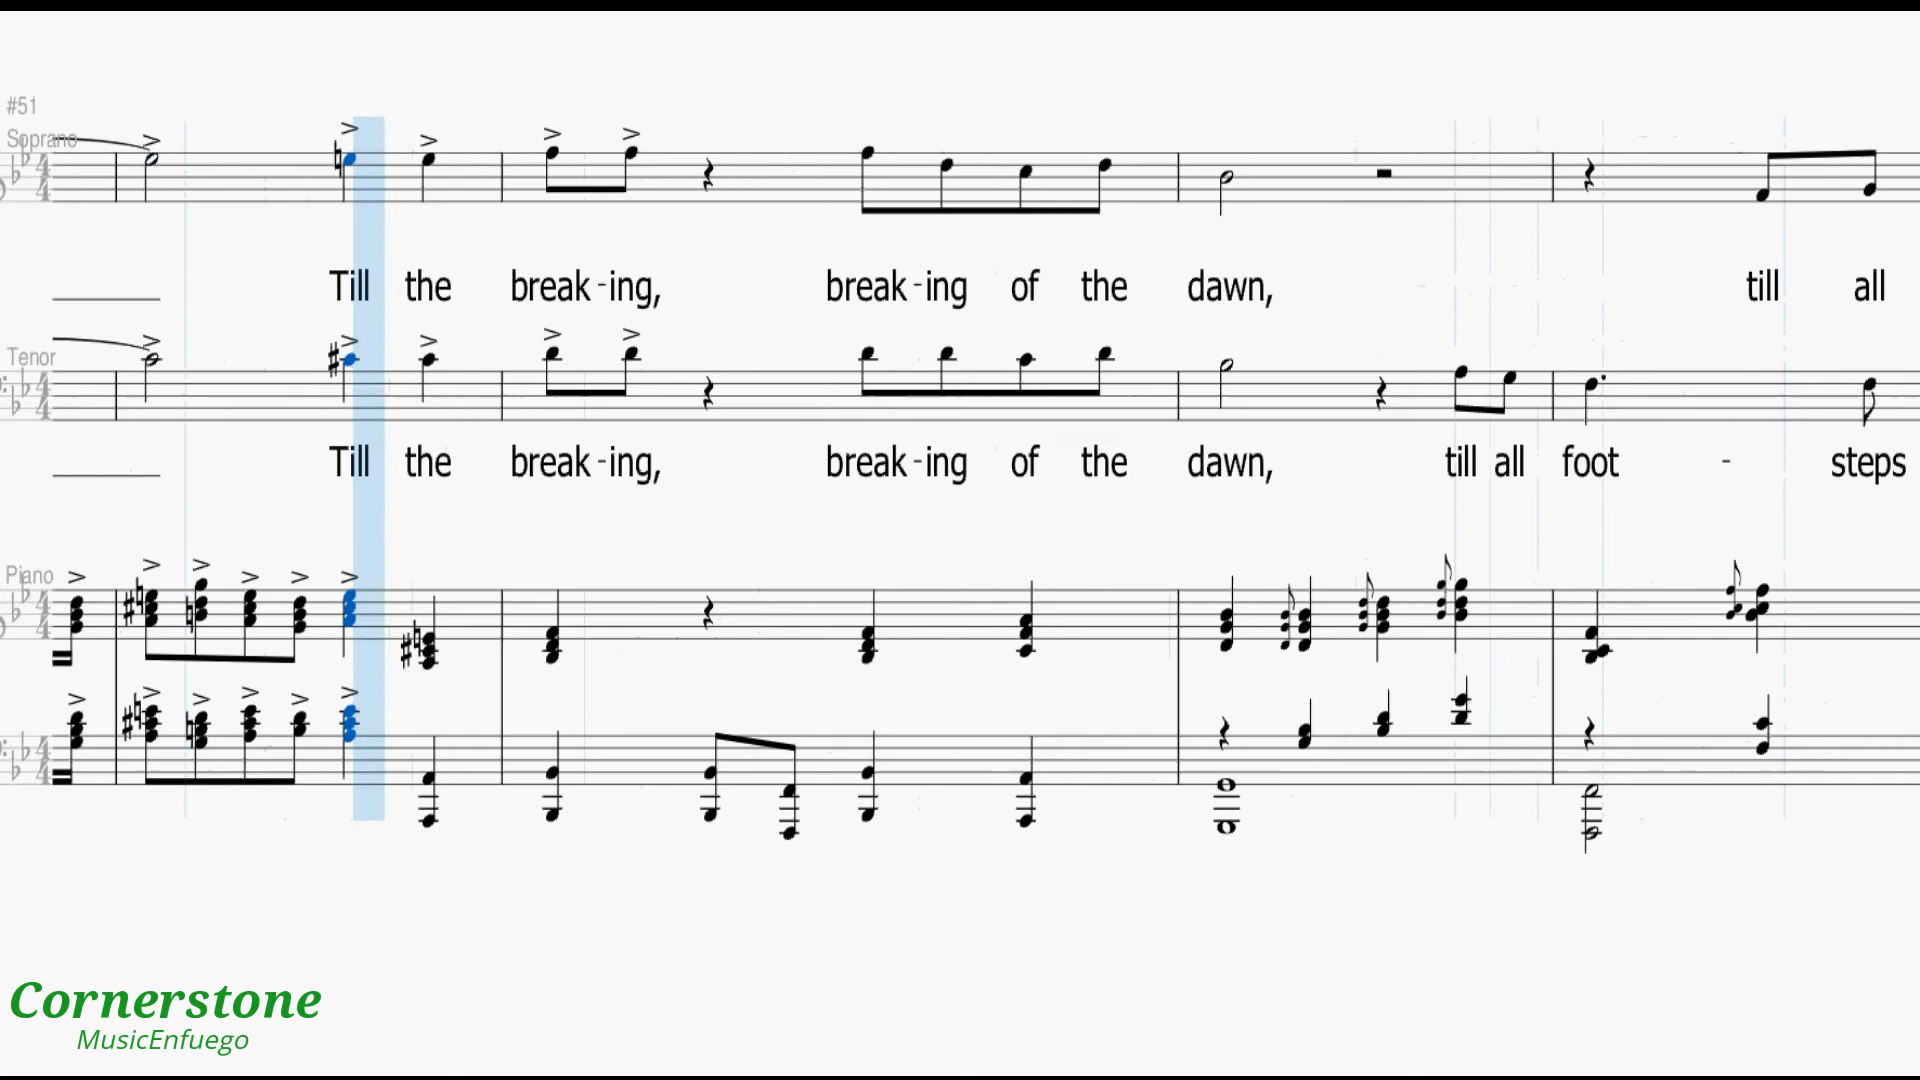 #51
Soprano
Till the break-ing, break-ing of the dawn, till all
Tenor
Till the break-ing, break-ing of the dawn, till all foot - steps
Piano
Cornerstone
MusicEnfuego